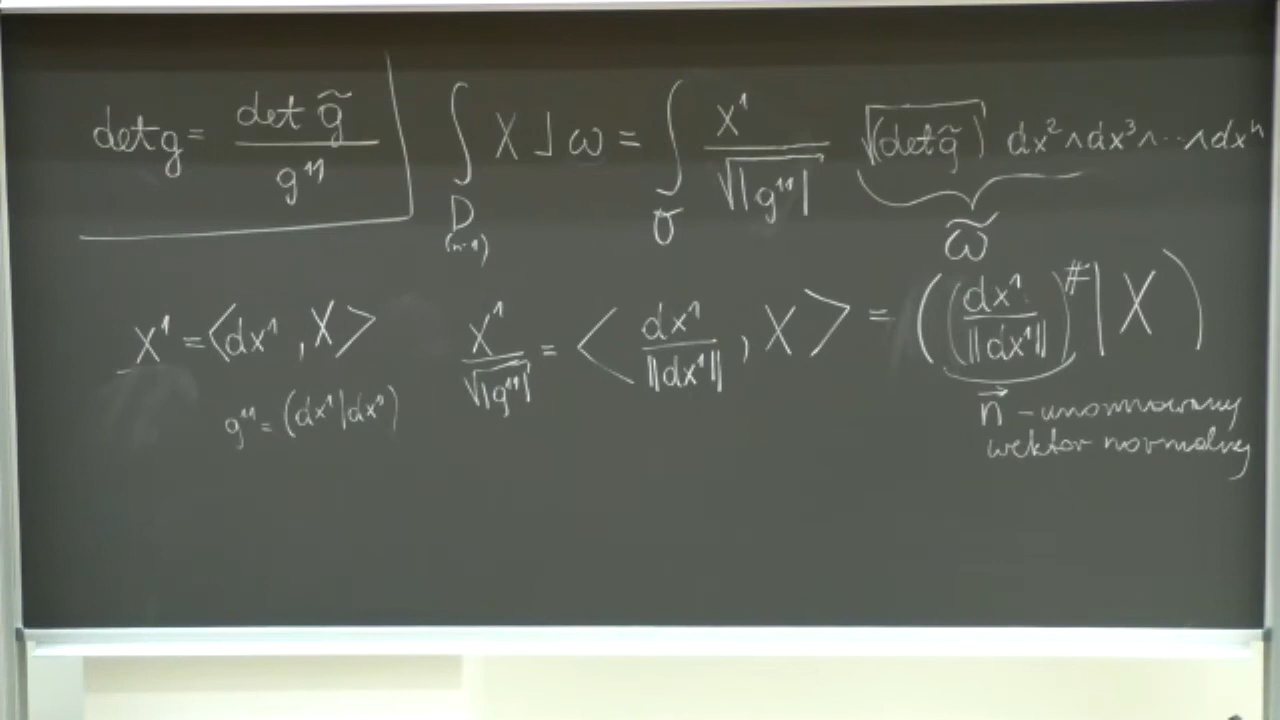 det g = det g̃ / g¹¹
∫_{D (n-1)} X ⌟ ω = ∫_σ X¹ / √|g¹¹| √(det g̃) dx² ∧ dx³ ∧ ··· ∧ dxⁿ
ω̃
X¹ = ⟨dx¹, X⟩
g¹¹ = (dx¹|dx¹)
X¹ / √|g¹¹| = ⟨ dx¹ / ‖dx¹‖ , X ⟩ = ( ( dx¹ / ‖dx¹‖ )^# | X )
n⃗ - unormowany
wektor normalny